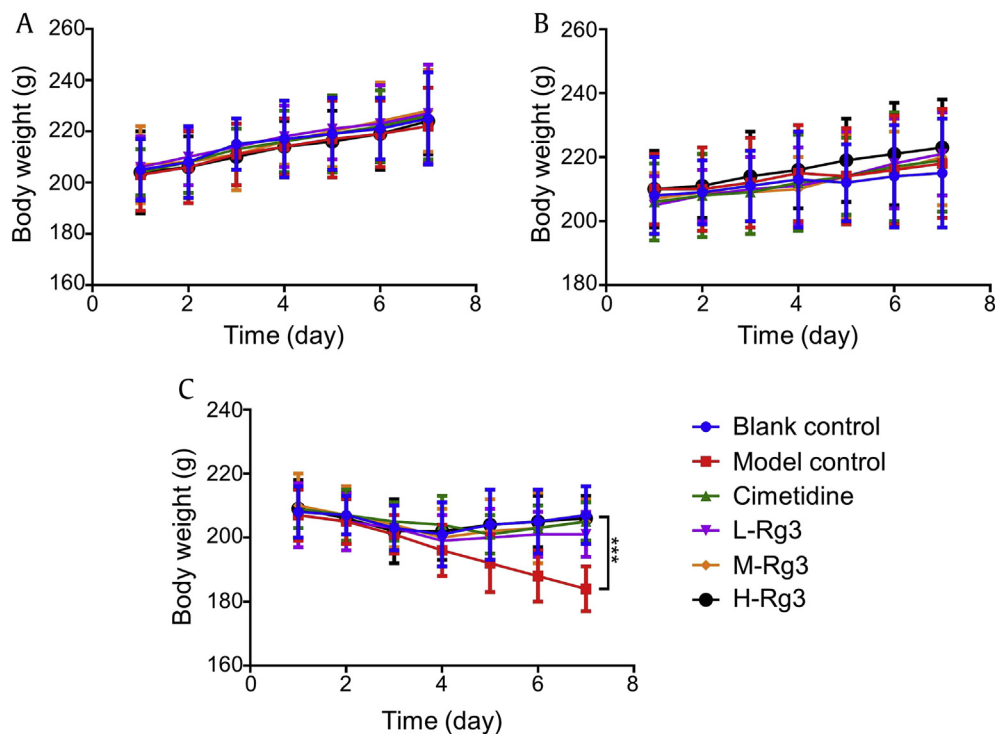 A
Body weight (g)
260
240
220
200
180
160
0 2 4 6 8
Time (day)
B
Body weight (g)
260
240
220
200
180
0 2 4 6 8
Time (day)
C
Body weight (g)
240
220
200
180
160
0 2 4 6 8
Time (day)
***
Blank control
Model control
Cimetidine
L-Rg3
M-Rg3
H-Rg3